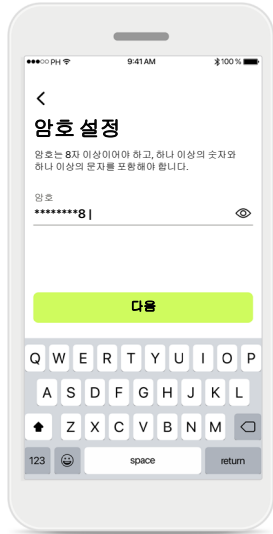 PH 9:41 AM 100 %
암호 설정
암호는 8자 이상이어야 하고, 하나 이상의 숫자와
하나 이상의 문자를 포함해야 합니다.
암호
********8|
다음
Q W E R T Y U I O P
A S D F G H J K L
Z X C V B N M
123 space return